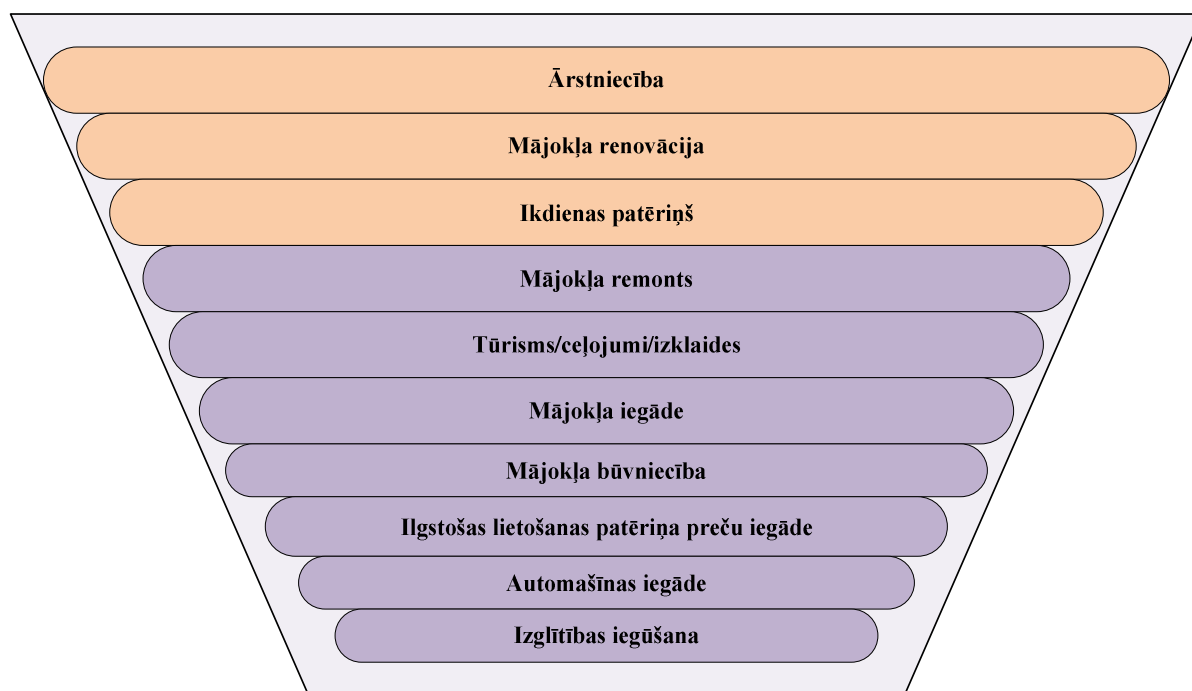 Ārstniecība
Mājokļa renovācija
Ikdienas patēriņš
Mājokļa remonts
Tūrisms/ceļojumi/izklaides
Mājokļa iegāde
Mājokļa būvniecība
Ilgstošas lietošanas patēriņa preču iegāde
Automašīnas iegāde
Izglītības iegūšana